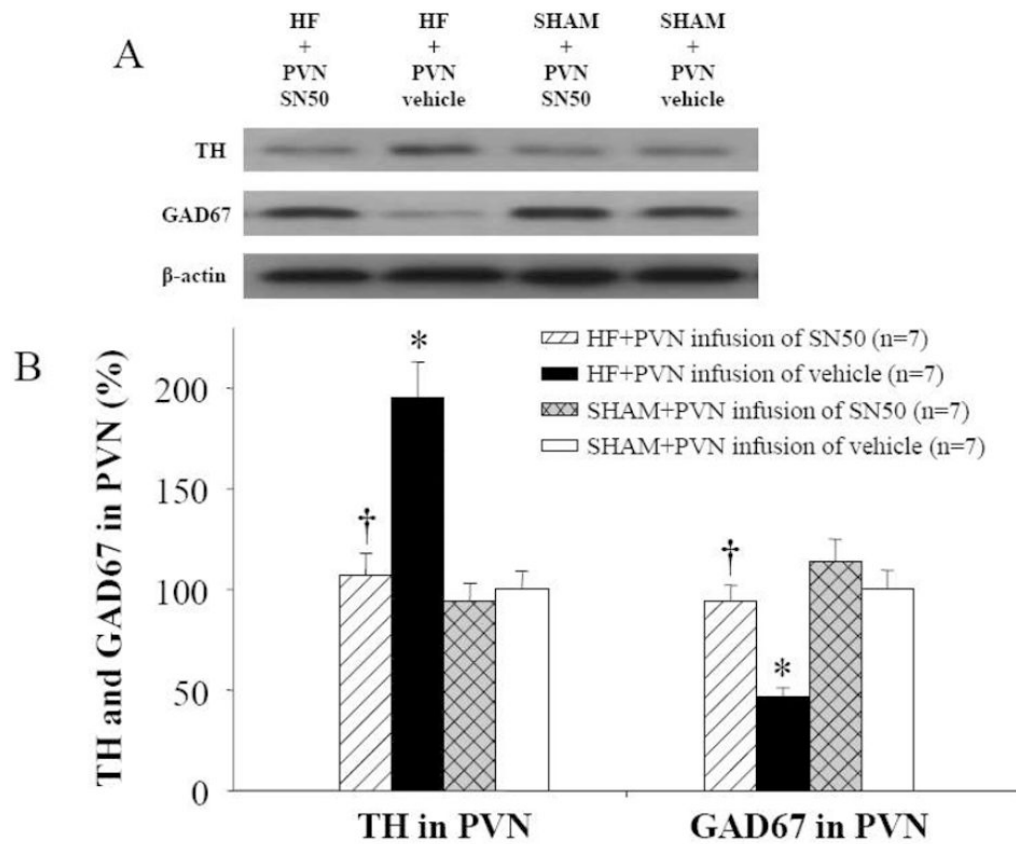 A
HF HF SHAM SHAM
+ + + +
PVN PVN PVN PVN
SN50 vehicle SN50 vehicle
TH
GAD67
β-actin
B
TH and GAD67 in PVN (%)
200
150
100
50
0
HF+PVN infusion of SN50 (n=7)
HF+PVN infusion of vehicle (n=7)
SHAM+PVN infusion of SN50 (n=7)
SHAM+PVN infusion of vehicle (n=7)
† * † *
TH in PVN GAD67 in PVN